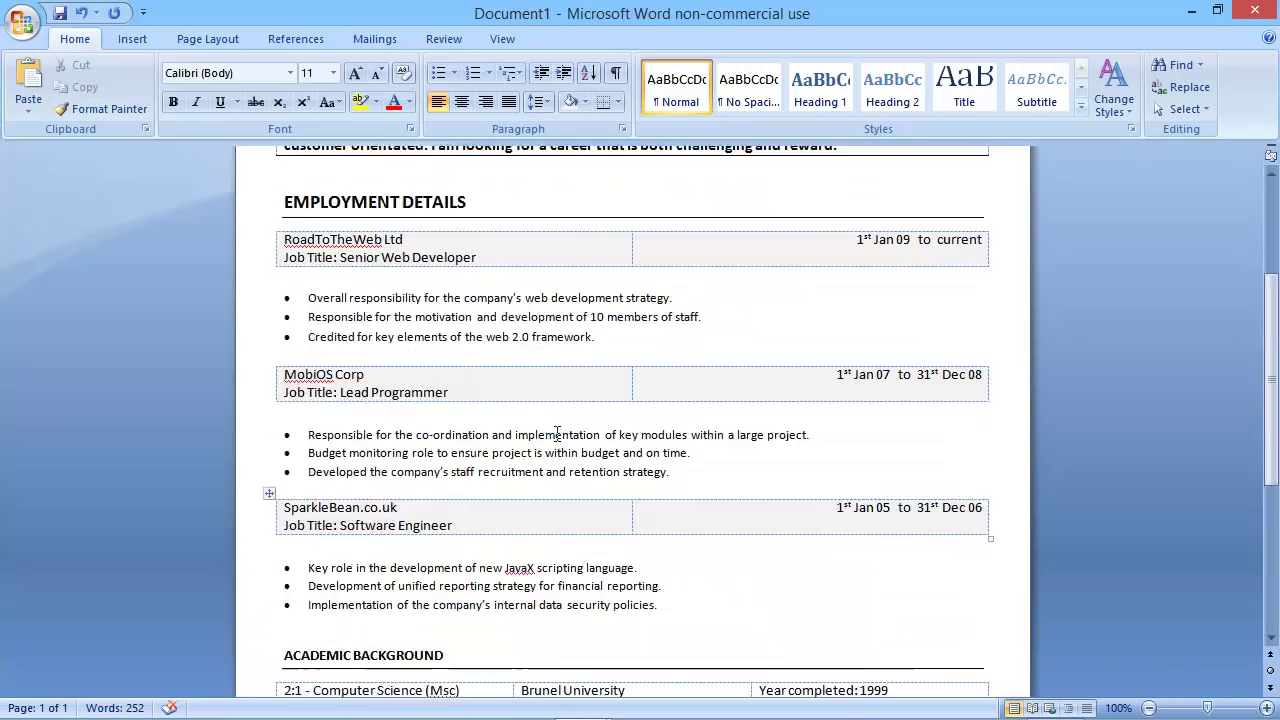 Document1 - Microsoft Word non-commercial use
Home Insert Page Layout References Mailings Review View
Paste
Cut
Copy
Format Painter
Clipboard
Calibri (Body) 11
B I U abc X₂ X² Aa
Font
Paragraph
AaBbCcDc AaBbCcDc AaBbC AaBbCc AaB AaBbCc.
¶ Normal ¶ No Spaci... Heading 1 Heading 2 Title Subtitle
Change Styles
Styles
Find
Replace
Select
Editing
customer orientated. I am looking for a career that is both challenging and reward.
EMPLOYMENT DETAILS
RoadToTheWeb Ltd 1st Jan 09 to current
Job Title: Senior Web Developer
• Overall responsibility for the company's web development strategy.
• Responsible for the motivation and development of 10 members of staff.
• Credited for key elements of the web 2.0 framework.
MobiOS Corp 1st Jan 07 to 31st Dec 08
Job Title: Lead Programmer
• Responsible for the co-ordination and implementation of key modules within a large project.
• Budget monitoring role to ensure project is within budget and on time.
• Developed the company's staff recruitment and retention strategy.
SparkleBean.co.uk 1st Jan 05 to 31st Dec 06
Job Title: Software Engineer
• Key role in the development of new JavaX scripting language.
• Development of unified reporting strategy for financial reporting.
• Implementation of the company's internal data security policies.
ACADEMIC BACKGROUND
2:1 - Computer Science (Msc) Brunel University Year completed: 1999
Page: 1 of 1 Words: 252 100%